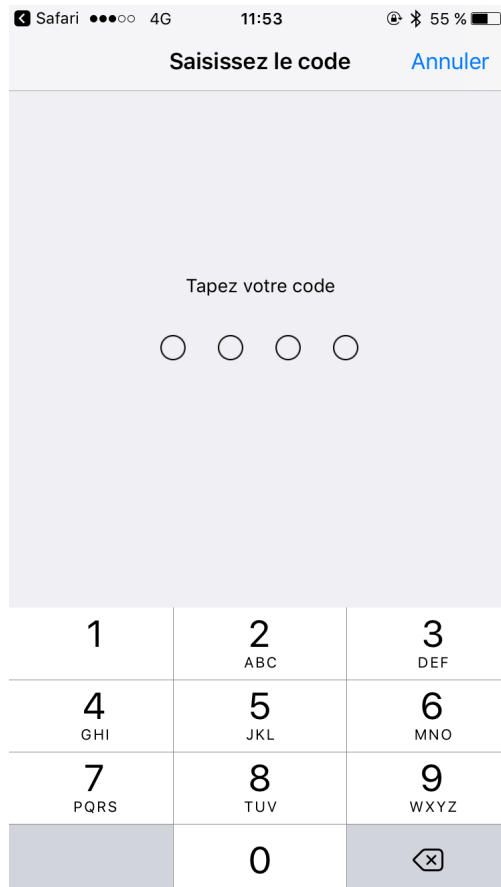 Safari 4G 11:53 55 %
Saisissez le code Annuler
Tapez votre code
1 2 3
ABC DEF
4 5 6
GHI JKL MNO
7 8 9
PQRS TUV WXYZ
0